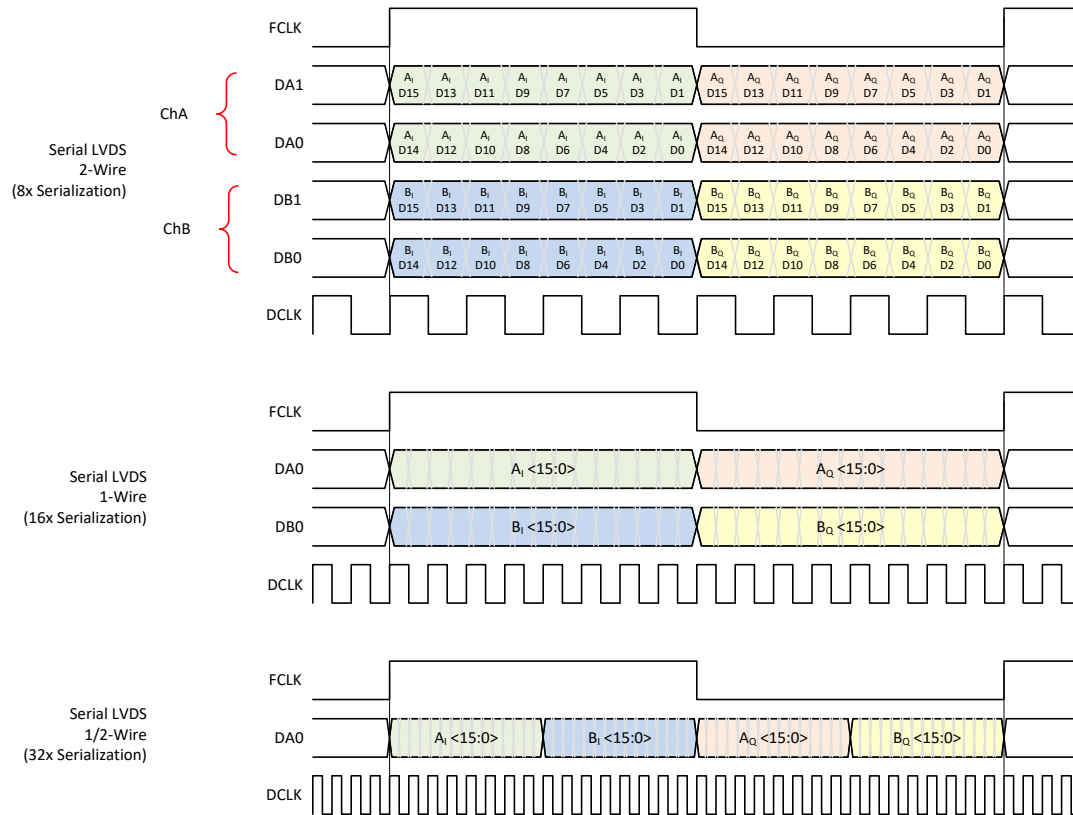 FCLK
DA1
A_I A_I A_I A_I A_I A_I A_I A_I A_Q A_Q A_Q A_Q A_Q A_Q A_Q A_Q
D15 D13 D11 D9 D7 D5 D3 D1 D15 D13 D11 D9 D7 D5 D3 D1
ChA
DA0
A_I A_I A_I A_I A_I A_I A_I A_I A_Q A_Q A_Q A_Q A_Q A_Q A_Q A_Q
D14 D12 D10 D8 D6 D4 D2 D0 D14 D12 D10 D8 D6 D4 D2 D0
Serial LVDS
2-Wire
(8x Serialization)
DB1
B_I B_I B_I B_I B_I B_I B_I B_I B_Q B_Q B_Q B_Q B_Q B_Q B_Q B_Q
D15 D13 D11 D9 D7 D5 D3 D1 D15 D13 D11 D9 D7 D5 D3 D1
ChB
DB0
B_I B_I B_I B_I B_I B_I B_I B_I B_Q B_Q B_Q B_Q B_Q B_Q B_Q B_Q
D14 D12 D10 D8 D6 D4 D2 D0 D14 D12 D10 D8 D6 D4 D2 D0
DCLK
FCLK
DA0 A_I <15:0> A_Q <15:0>
Serial LVDS
1-Wire
(16x Serialization)
DB0 B_I <15:0> B_Q <15:0>
DCLK
FCLK
Serial LVDS
1/2-Wire
(32x Serialization)
DA0 A_I <15:0> B_I <15:0> A_Q <15:0> B_Q <15:0>
DCLK